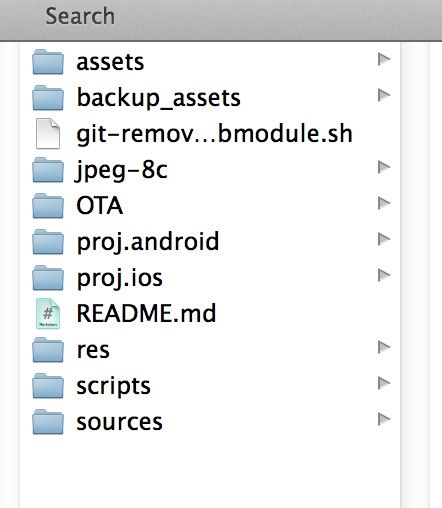 Search
assets
backup_assets
git-remov...bmodule.sh
jpeg-8c
OTA
proj.android
proj.ios
# README.md
Markdown
res
scripts
sources